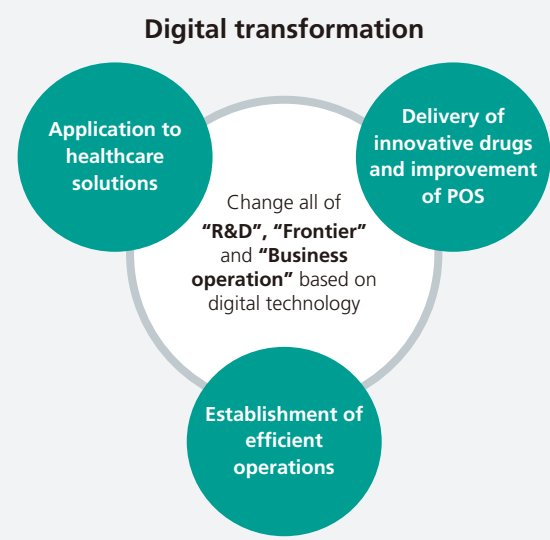 Digital transformation
Application to
healthcare
solutions
Delivery of
innovative drugs
and improvement
of POS
Change all of
“R&D”, “Frontier”
and “Business
operation” based on
digital technology
Establishment of
efficient
operations